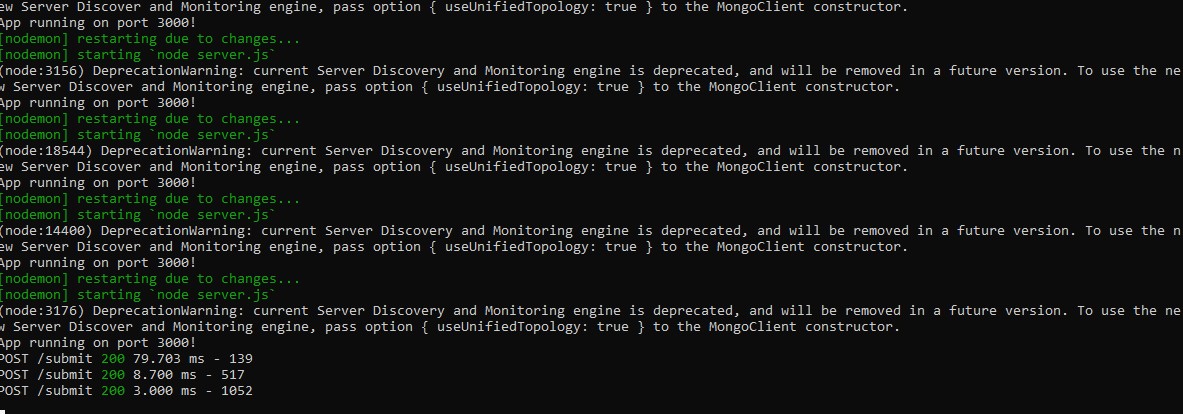 ew Server Discover and Monitoring engine, pass option { useUnifiedTopology: true } to the MongoClient constructor.
App running on port 3000!
[nodemon] restarting due to changes...
[nodemon] starting `node server.js`
(node:3156) DeprecationWarning: current Server Discovery and Monitoring engine is deprecated, and will be removed in a future version. To use the ne
w Server Discover and Monitoring engine, pass option { useUnifiedTopology: true } to the MongoClient constructor.
App running on port 3000!
[nodemon] restarting due to changes...
[nodemon] starting `node server.js`
(node:18544) DeprecationWarning: current Server Discovery and Monitoring engine is deprecated, and will be removed in a future version. To use the n
ew Server Discover and Monitoring engine, pass option { useUnifiedTopology: true } to the MongoClient constructor.
App running on port 3000!
[nodemon] restarting due to changes...
[nodemon] starting `node server.js`
(node:14400) DeprecationWarning: current Server Discovery and Monitoring engine is deprecated, and will be removed in a future version. To use the n
ew Server Discover and Monitoring engine, pass option { useUnifiedTopology: true } to the MongoClient constructor.
App running on port 3000!
[nodemon] restarting due to changes...
[nodemon] starting `node server.js`
(node:3176) DeprecationWarning: current Server Discovery and Monitoring engine is deprecated, and will be removed in a future version. To use the ne
w Server Discover and Monitoring engine, pass option { useUnifiedTopology: true } to the MongoClient constructor.
App running on port 3000!
POST /submit 200 79.703 ms - 139
POST /submit 200 8.700 ms - 517
POST /submit 200 3.000 ms - 1052